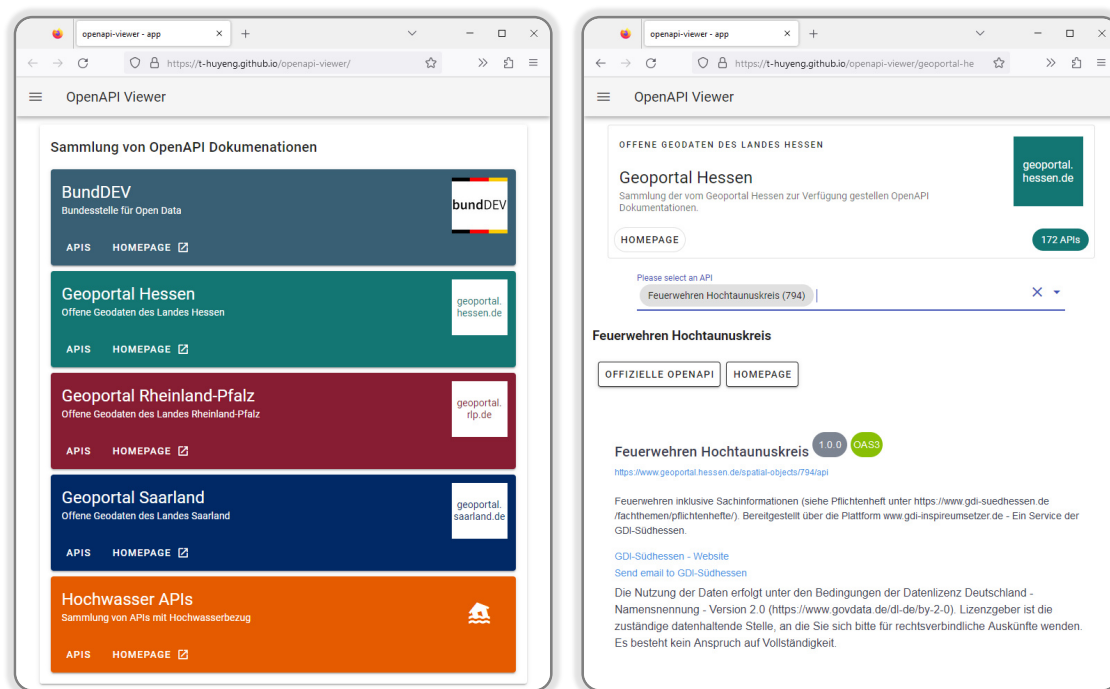 openapi-viewer - app
https://t-huyeng.github.io/openapi-viewer/
OpenAPI Viewer
Sammlung von OpenAPI Dokumenationen
BundDEV
Bundesstelle für Open Data
bundDEV
APIS HOMEPAGE
Geoportal Hessen
Offene Geodaten des Landes Hessen
geoportal.
hessen.de
APIS HOMEPAGE
Geoportal Rheinland-Pfalz
Offene Geodaten des Landes Rheinland-Pfalz
geoportal.
rlp.de
APIS HOMEPAGE
Geoportal Saarland
Offene Geodaten des Landes Saarland
geoportal.
saarland.de
APIS HOMEPAGE
Hochwasser APIs
Sammlung von APIs mit Hochwasserbezug
APIS HOMEPAGE
openapi-viewer - app
https://t-huyeng.github.io/openapi-viewer/geoportal-he
OpenAPI Viewer
OFFENE GEODATEN DES LANDES HESSEN
Geoportal Hessen
Sammlung der vom Geoportal Hessen zur Verfügung gestellen OpenAPI
Dokumentationen.
geoportal.
hessen.de
HOMEPAGE
172 APIs
Please select an API
Feuerwehren Hochtaunuskreis (794)
Feuerwehren Hochtaunuskreis
OFFIZIELLE OPENAPI HOMEPAGE
Feuerwehren Hochtaunuskreis 1.0.0 OAS3
https://www.geoportal.hessen.de/spatial-objects/794/api
Feuerwehren inklusive Sachinformationen (siehe Pflichtenheft unter https://www.gdi-suedhessen.de
/fachthemen/pflichtenhefte/). Bereitgestellt über die Plattform www.gdi-inspireumsetzer.de - Ein Service der
GDI-Südhessen.
GDI-Südhessen - Website
Send email to GDI-Südhessen
Die Nutzung der Daten erfolgt unter den Bedingungen der Datenlizenz Deutschland -
Namensnennung - Version 2.0 (https://www.govdata.de/dl-de/by-2-0). Lizenzgeber ist die
zuständige datenhaltende Stelle, an die Sie sich bitte für rechtsverbindliche Auskünfte wenden.
Es besteht kein Anspruch auf Vollständigkeit.